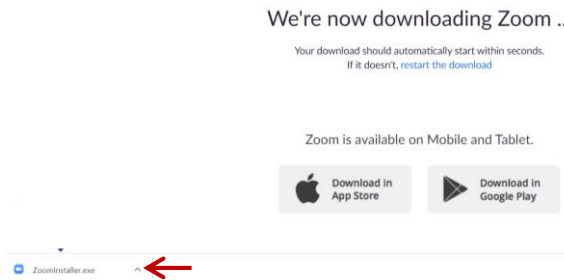 We're now downloading Zoom ..
Your download should automatically start within seconds.
If it doesn't, restart the download
Zoom is available on Mobile and Tablet.
Download in
App Store
Download in
Google Play
ZoomInstaller.exe